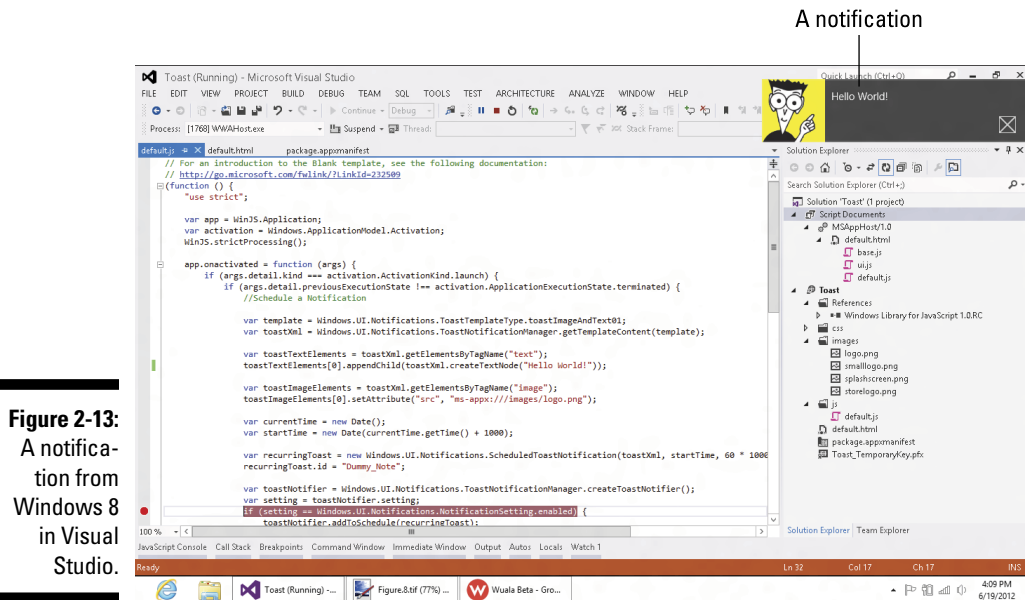 A notification
Toast (Running) - Microsoft Visual Studio
Quick Launch (Ctrl+Q)
FILE EDIT VIEW PROJECT BUILD DEBUG TEAM SQL TOOLS TEST ARCHITECTURE ANALYZE WINDOW HELP
Hello World!
Continue Debug
Process: [1768] WWAHost.exe Suspend Thread: Stack Frame:
default.js default.html package.appxmanifest
// For an introduction to the Blank template, see the following documentation:
// http://go.microsoft.com/fwlink/?LinkId=232509
(function () {
"use strict";
var app = WinJS.Application;
var activation = Windows.ApplicationModel.Activation;
WinJS.strictProcessing();
app.onactivated = function (args) {
if (args.detail.kind === activation.ActivationKind.launch) {
if (args.detail.previousExecutionState !== activation.ApplicationExecutionState.terminated) {
//Schedule a Notification
var template = Windows.UI.Notifications.ToastTemplateType.toastImageAndText01;
var toastXml = Windows.UI.Notifications.ToastNotificationManager.getTemplateContent(template);
var toastTextElements = toastXml.getElementsByTagName("text");
toastTextElements[0].appendChild(toastXml.createTextNode("Hello World!"));
var toastImageElements = toastXml.getElementsByTagName("image");
toastImageElements[0].setAttribute("src", "ms-appx:///images/logo.png");
var currentTime = new Date();
var startTime = new Date(currentTime.getTime() + 1000);
var recurringToast = new Windows.UI.Notifications.ScheduledToastNotification(toastXml, startTime, 60 * 1000
recurringToast.id = "Dummy_Note";
var toastNotifier = Windows.UI.Notifications.ToastNotificationManager.createToastNotifier();
var setting = toastNotifier.setting;
if (setting == Windows.UI.Notifications.NotificationSetting.enabled) {
toastNotifier.addToSchedule(recurringToast);
100 %
Solution Explorer
Search Solution Explorer (Ctrl+;)
Solution 'Toast' (1 project)
Script Documents
MSAppHost/1.0
default.html
base.js
ui.js
default.js
Toast
References
Windows Library for JavaScript 1.0.RC
css
images
logo.png
smalllogo.png
splashscreen.png
storelogo.png
js
default.js
default.html
package.appxmanifest
Toast_TemporaryKey.pfx
Solution Explorer Team Explorer
JavaScript Console Call Stack Breakpoints Command Window Immediate Window Output Autos Locals Watch 1
Ready Ln 32 Col 17 Ch 17 INS
Toast (Running) -... Figure.8.tif (77%) ... Wuala Beta - Gro... 4:09 PM
6/19/2012
Figure 2-13:
A notifica-
tion from
Windows 8
in Visual
Studio.